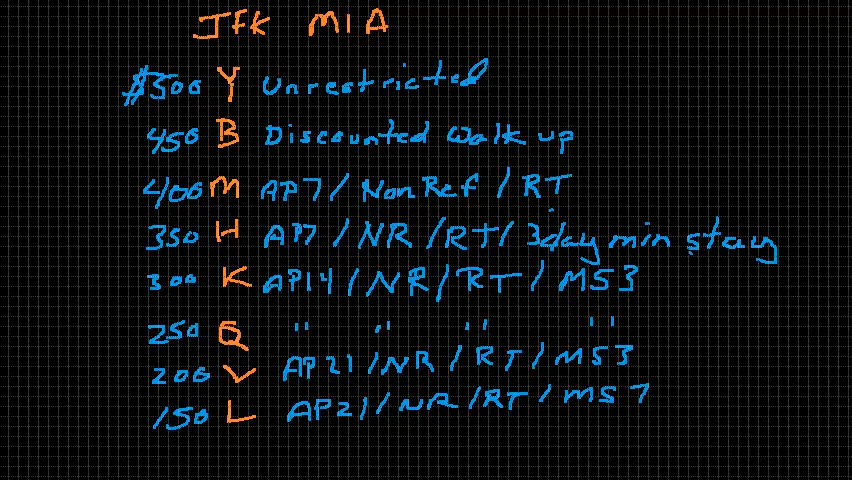 JFK MIA
$500 Y Unrestricted
450 B Discounted Walk up
400 M AP7/NonRef/RT
350 H AP7/NR/RT/3day min stay
300 K AP14/NR/RT/MS3
250 Q " " " "
200 V AP21/NR/RT/MS3
150 L AP21/NR/RT/MS7